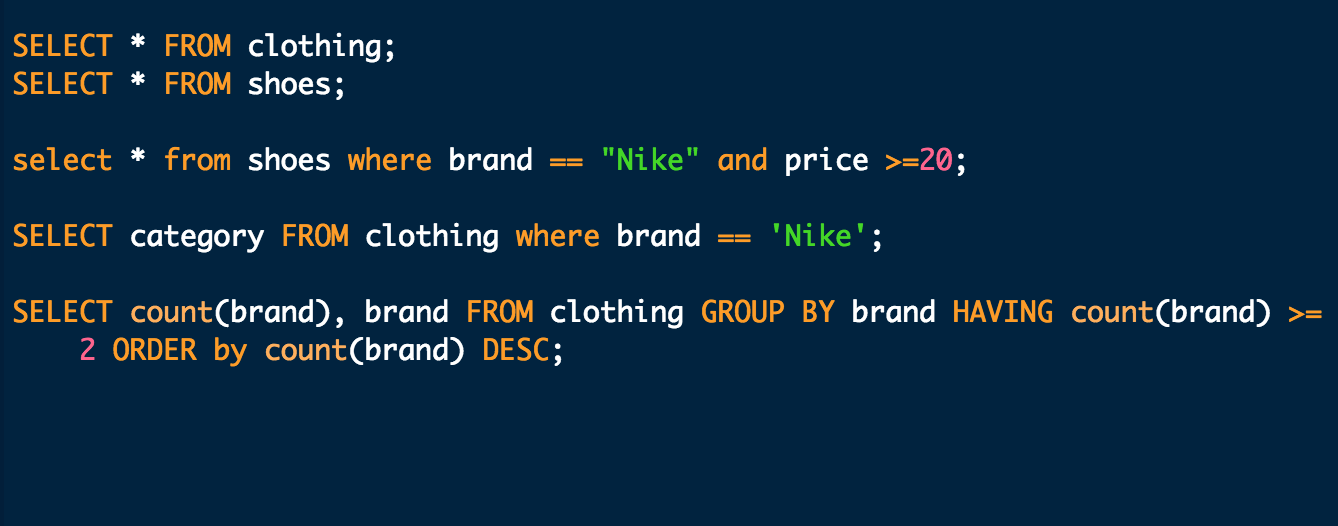 SELECT * FROM clothing;
SELECT * FROM shoes;
select * from shoes where brand == "Nike" and price >=20;
SELECT category FROM clothing where brand == 'Nike';
SELECT count(brand), brand FROM clothing GROUP BY brand HAVING count(brand) >=
2 ORDER by count(brand) DESC;